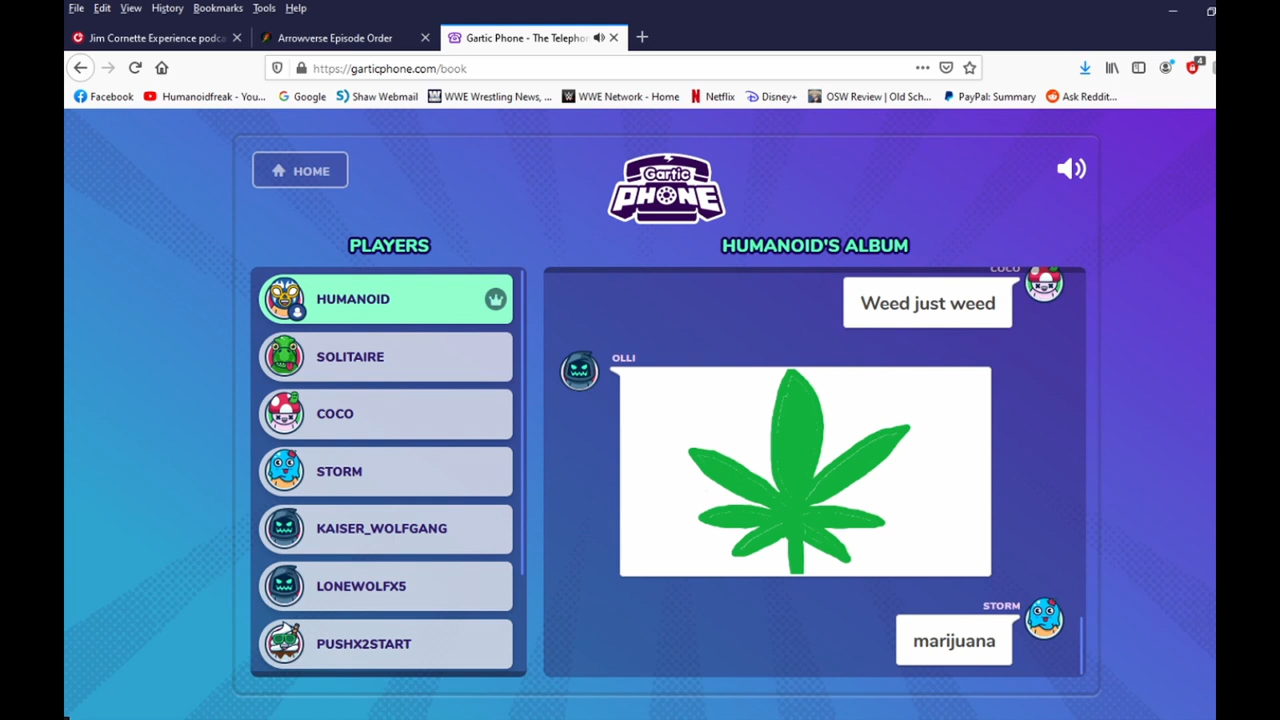 File Edit View History Bookmarks Tools Help
Jim Cornette Experience podca
Arrowverse Episode Order
Gartic Phone - The Telepho
https://garticphone.com/book
4
Facebook
Humanoidfreak - You...
Google
Shaw Webmail
WWE Wrestling News, ...
WWE Network - Home
Netflix
Disney+
OSW Review | Old Sch...
PayPal: Summary
Ask Reddit...
HOME
Gartic
PHONE
PLAYERS
HUMANOID'S ALBUM
HUMANOID
SOLITAIRE
COCO
STORM
KAISER_WOLFGANG
LONEWOLFX5
PUSHX2START
COCO
Weed just weed
OLLI
STORM
marijuana